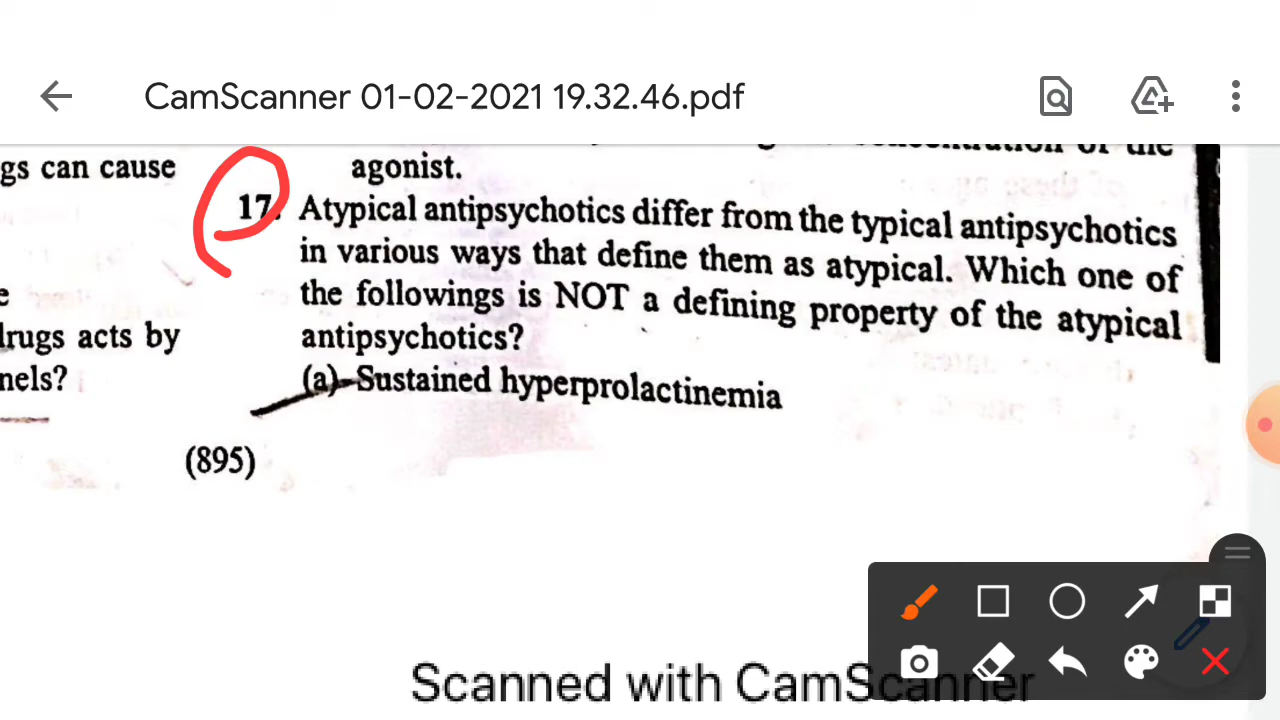 CamScanner 01-02-2021 19.32.46.pdf
gs can cause
agonist.
17. Atypical antipsychotics differ from the typical antipsychotics
in various ways that define them as atypical. Which one of
the followings is NOT a defining property of the atypical
antipsychotics?
(a) Sustained hyperprolactinemia
e
drugs acts by
nels?
(895)
Scanned with CamScanner